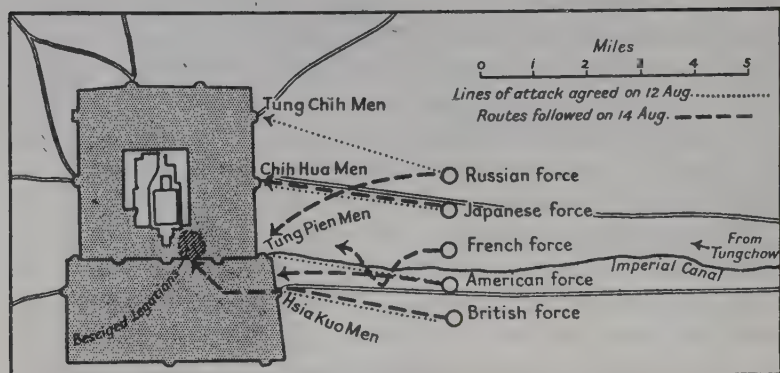 Miles
0 1 2 3 4 5
Lines of attack agreed on 12 Aug.
Routes followed on 14 Aug.
Tung Chih Men
Chih Hua Men
Russian force
Japanese force
Tung Pien Men
French force
From
Tungchow
Imperial Canal
American force
Beseiged Legations
Hsia Kuo Men
British force